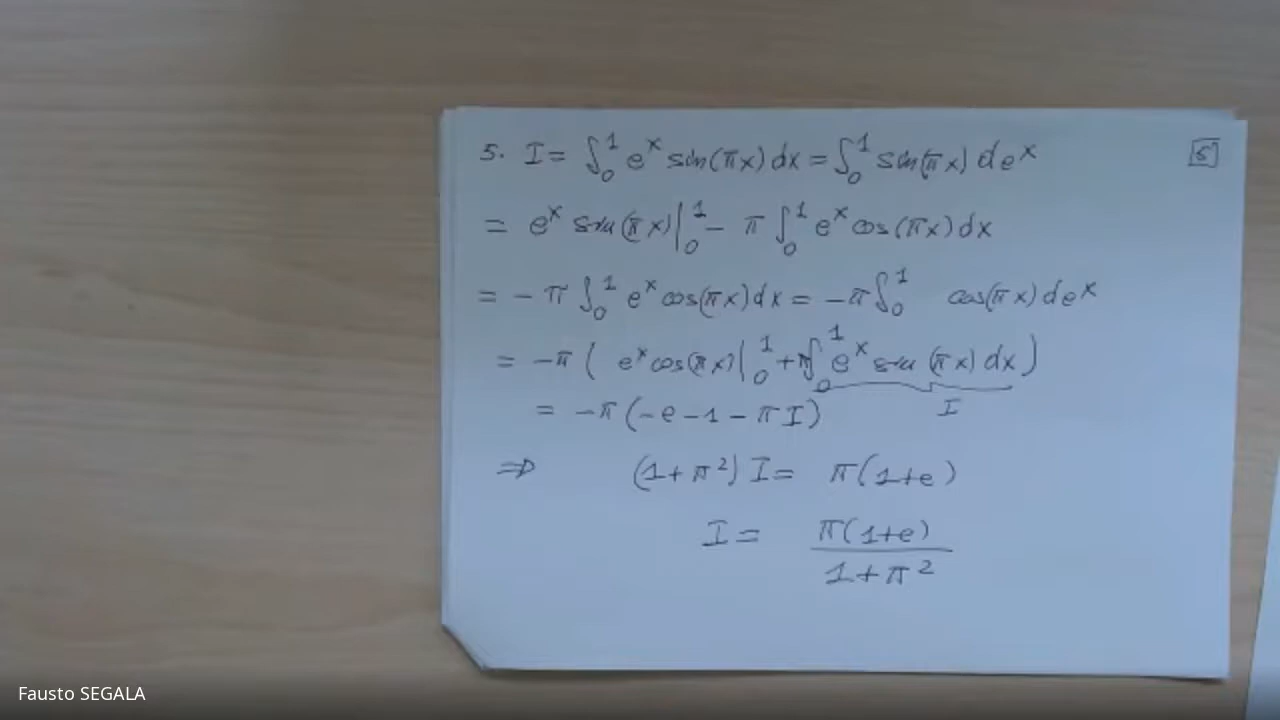 5. I = ∫₀¹ eˣ sin(πx) dx = ∫₀¹ sin(πx) deˣ
[5]
= eˣ sin(πx)|₀¹ − π ∫₀¹ eˣ cos(πx) dx
= − π ∫₀¹ eˣ cos(πx) dx = −π ∫₀¹ cos(πx) deˣ
= −π ( eˣ cos(πx)|₀¹ + π∫₀¹ eˣ sin(πx) dx )
I
= −π (−e −1 − π I)
⇒ (1+π²) I = π(1+e)
I = π(1+e) / (1+π²)
Fausto SEGALA